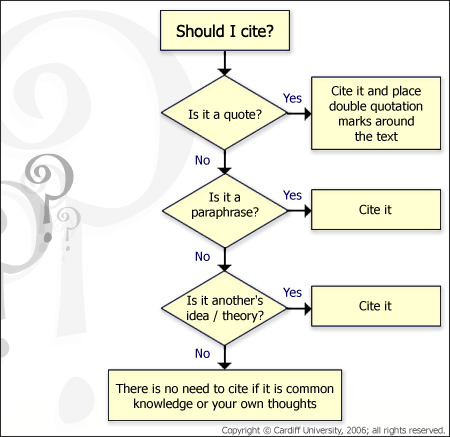 Should I cite?
Is it a quote?
Yes
Cite it and place
double quotation
marks around
the text
No
Is it a
paraphrase?
Yes
Cite it
No
Is it another's
idea / theory?
Yes
Cite it
No
There is no need to cite if it is common
knowledge or your own thoughts
Copyright © Cardiff University, 2006; all rights reserved.